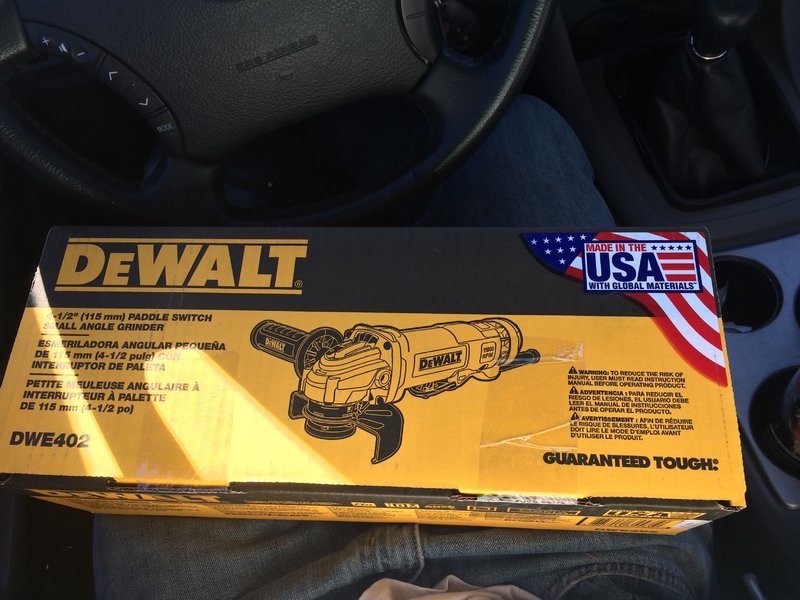 MODE
SRS AIRBAG
DEWALT®
4-1/2" (115 mm) PADDLE SWITCH
SMALL ANGLE GRINDER
ESMERILADORA ANGULAR PEQUEÑA
DE 115 mm (4-1/2 pulg) CON
INTERRUPTOR DE PALETA
PETITE MEULEUSE ANGULAIRE À
INTERRUPTEUR À PALETTE
DE 115 mm (4-1/2 po)
DWE402
DEWALT
DEWALT
MADE IN THE
USA
WITH GLOBAL MATERIALS™
WARNING: TO REDUCE THE RISK OF
INJURY, USER MUST READ INSTRUCTION
MANUAL BEFORE OPERATING PRODUCT.
ADVERTENCIA : PARA REDUCIR EL
RIESGO DE LESIONES, EL USUARIO DEBE
LEER EL MANUAL DE INSTRUCCIONES
ANTES DE OPERAR EL PRODUCTO.
AVERTISSEMENT : AFIN DE RÉDUIRE
LE RISQUE DE BLESSURES, L'UTILISATEUR
DOIT LIRE LE MODE D'EMPLOI AVANT
D'UTILISER LE PRODUIT.
GUARANTEED TOUGH.®